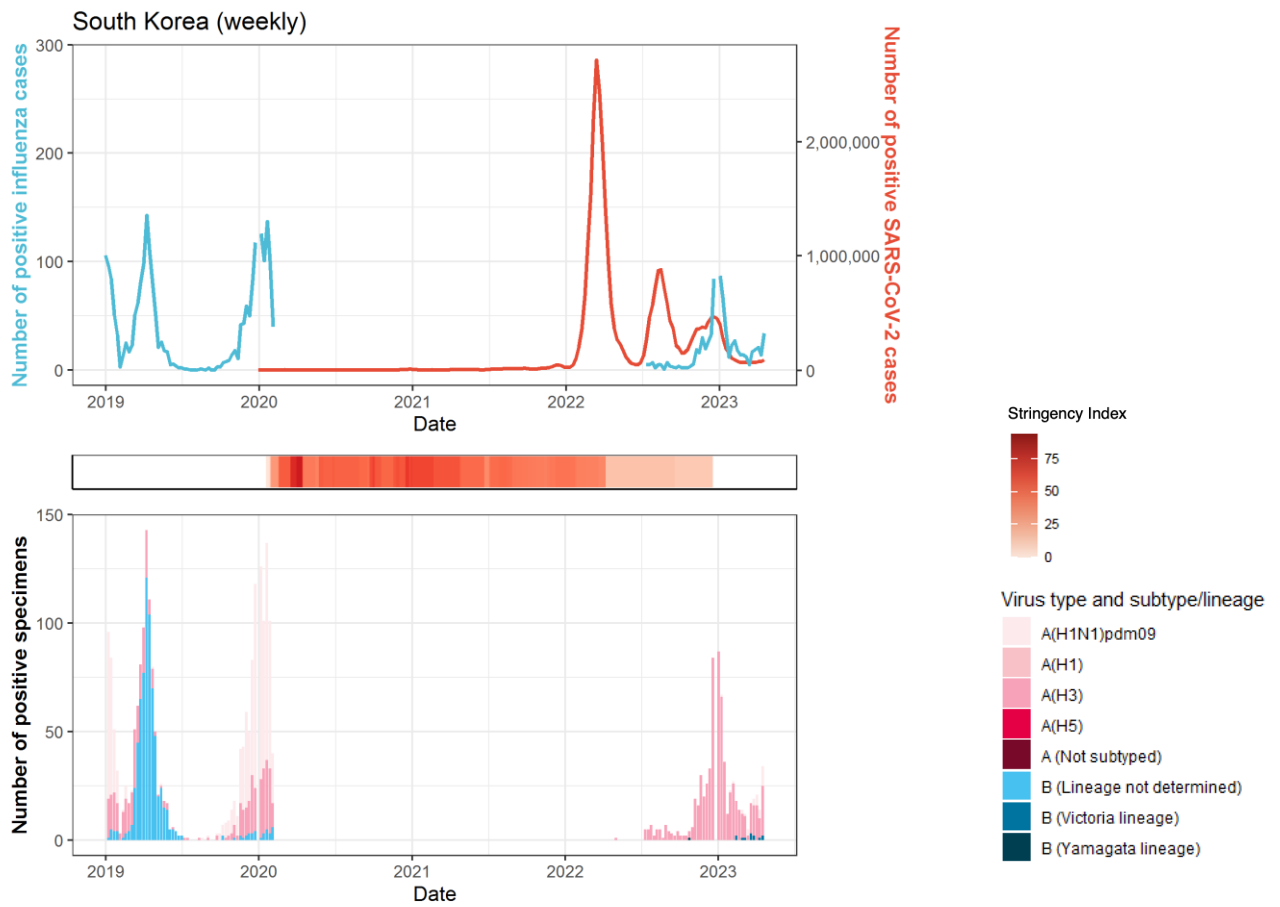 South Korea (weekly)
Number of positive influenza cases
300
200
100
0
2,000,000
1,000,000
0
Number of positive SARS-CoV-2 cases
2019
2020
2021
2022
2023
Date
Stringency Index
75
50
25
0
Number of positive specimens
150
100
50
0
2019
2020
2021
2022
2023
Date
Virus type and subtype/lineage
A(H1N1)pdm09
A(H1)
A(H3)
A(H5)
A (Not subtyped)
B (Lineage not determined)
B (Victoria lineage)
B (Yamagata lineage)